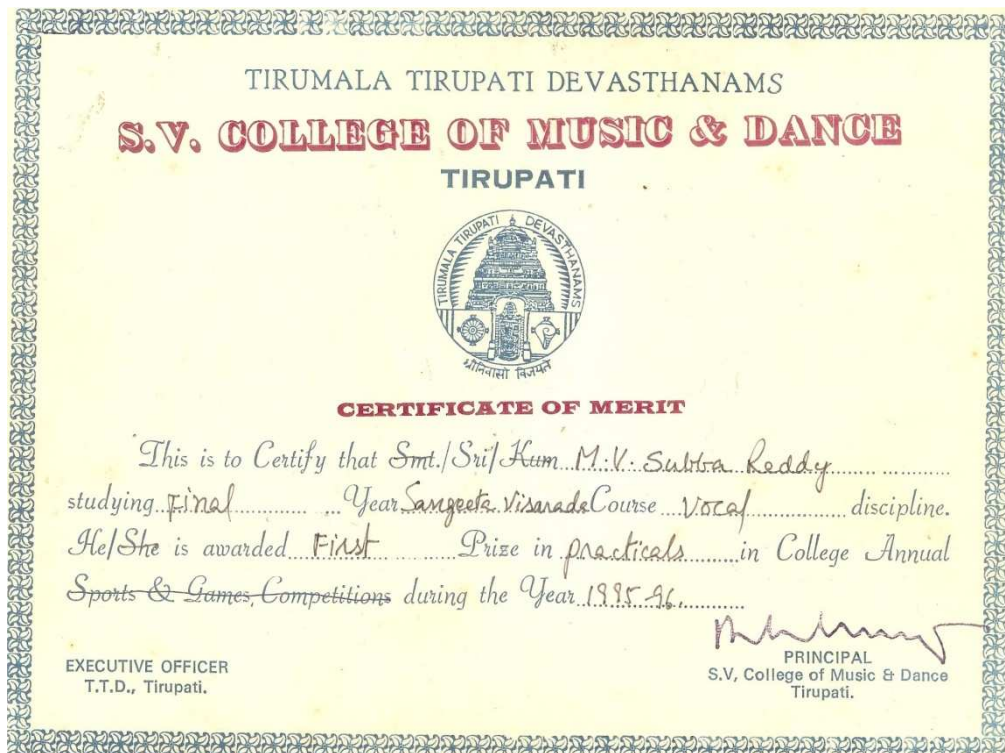 TIRUMALA TIRUPATI DEVASTHANAMS
S.V. COLLEGE OF MUSIC & DANCE
TIRUPATI
TIRUMALA TIRUPATI DEVASTHANAMS
श्रीनिवासो विजयते
CERTIFICATE OF MERIT
This is to Certify that Smt./Sri/Kum M.V. Subba Reddy
studying Final Year Sangeeta Visarada Course Vocal discipline.
He/She is awarded First Prize in practicals in College Annual
Sports & Games, Competitions during the Year 1995-96.
EXECUTIVE OFFICER
T.T.D., Tirupati.
PRINCIPAL
S.V, College of Music & Dance
Tirupati.